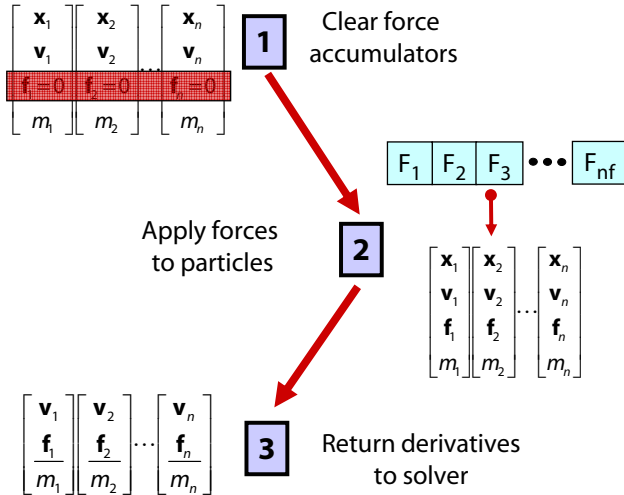 x₁ x₂ xₙ
v₁ v₂ ... vₙ
f₁=0 f₂=0 fₙ=0
m₁ m₂ mₙ
1
Clear force
accumulators
F₁ F₂ F₃ ••• Fnf
Apply forces
to particles
2
x₁ x₂ xₙ
v₁ v₂ vₙ
f₁ f₂ ... fₙ
m₁ m₂ mₙ
v₁ v₂ vₙ
f₁ f₂ ... fₙ
m₁ m₂ mₙ
3
Return derivatives
to solver